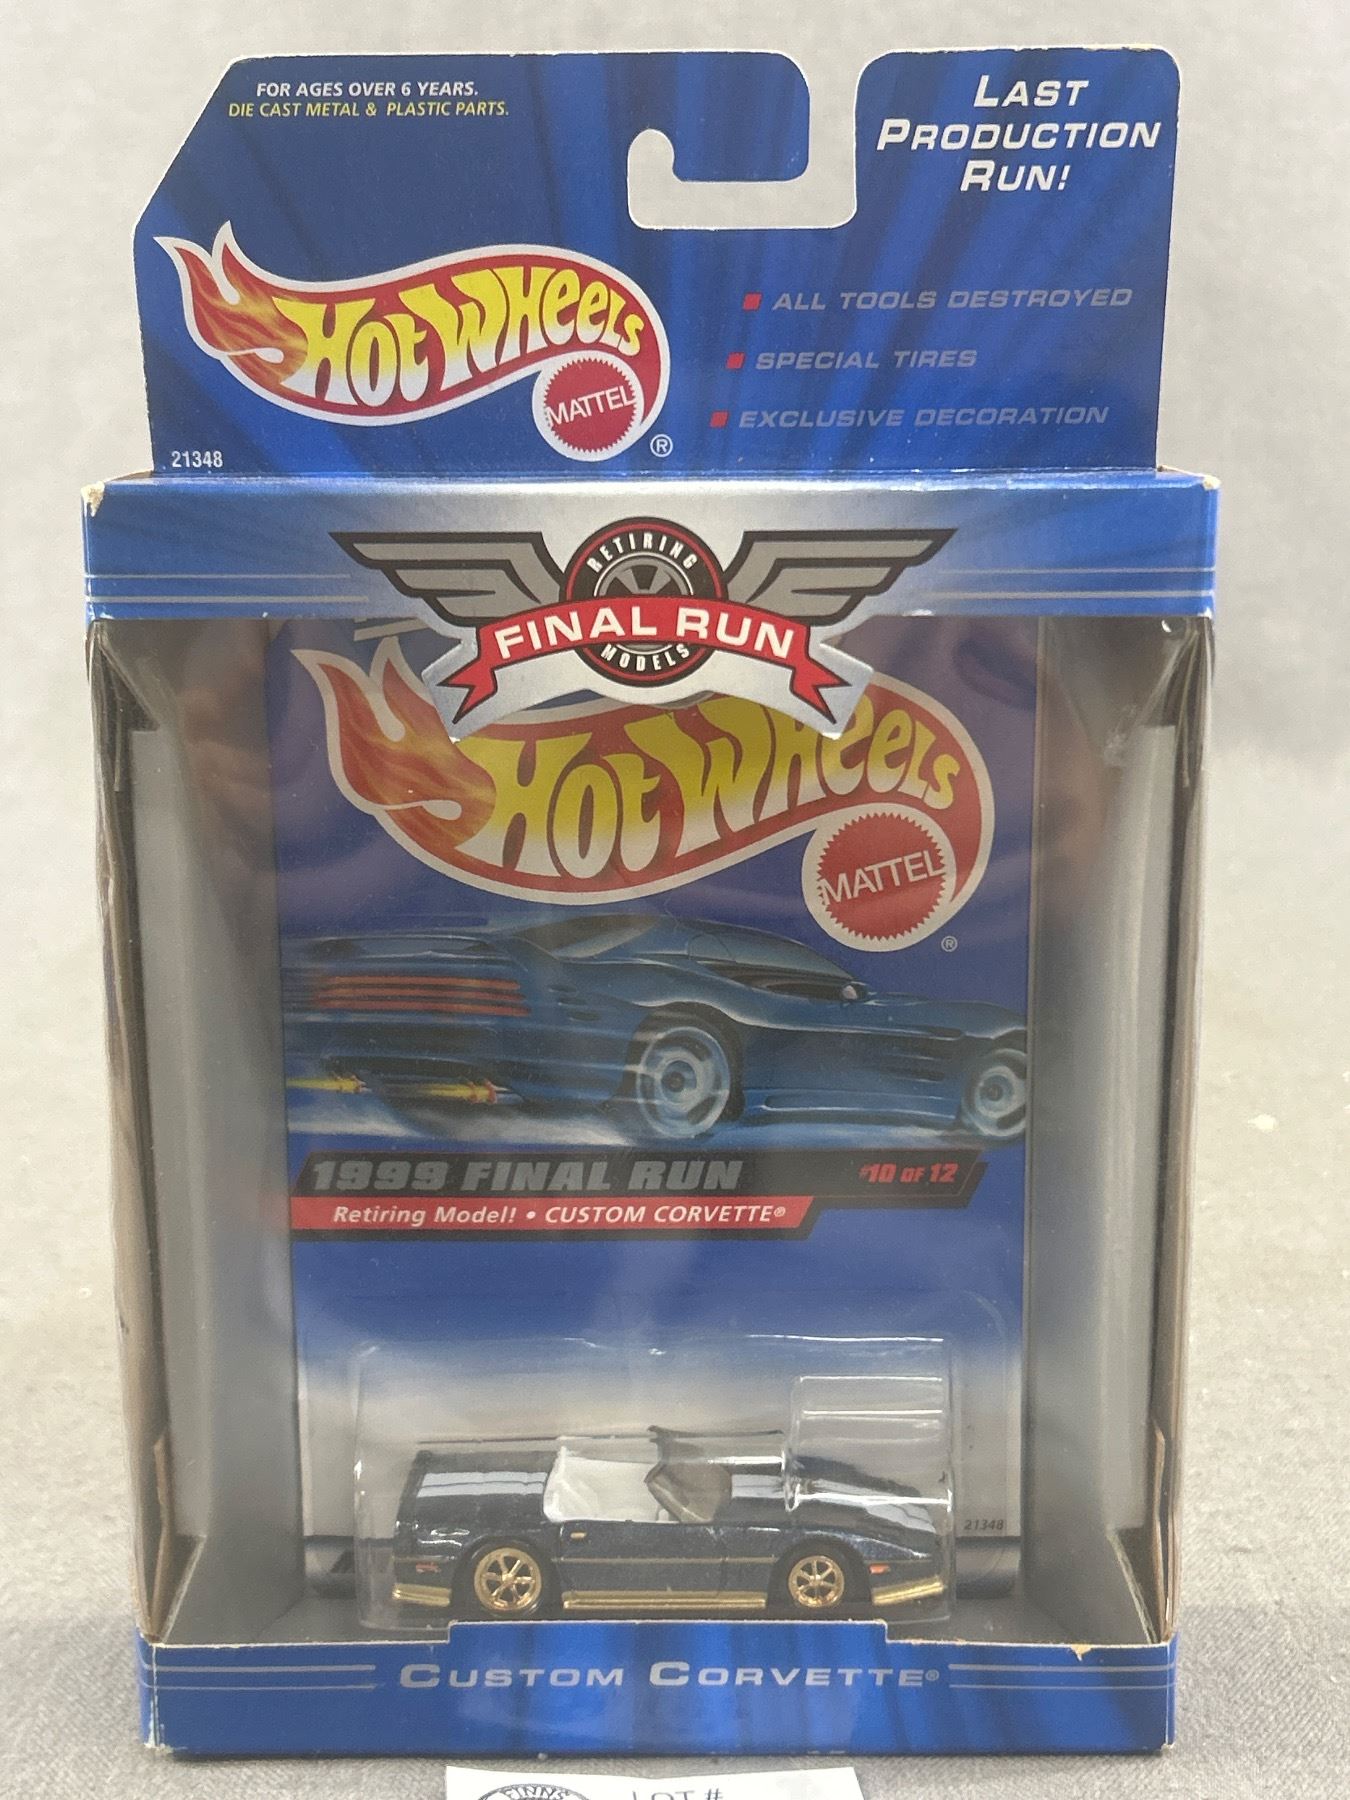 FOR AGES OVER 6 YEARS.
DIE CAST METAL & PLASTIC PARTS.
LAST
PRODUCTION
RUN!
HOT WHEELS
MATTEL
®
ALL TOOLS DESTROYED
SPECIAL TIRES
EXCLUSIVE DECORATION
21348
RETIRING
FINAL RUN
MODELS
HOT WHEELS
MATTEL
®
1999 FINAL RUN
#10 OF 12
Retiring Model! • CUSTOM CORVETTE®
21348
CUSTOM CORVETTE®
LOT #